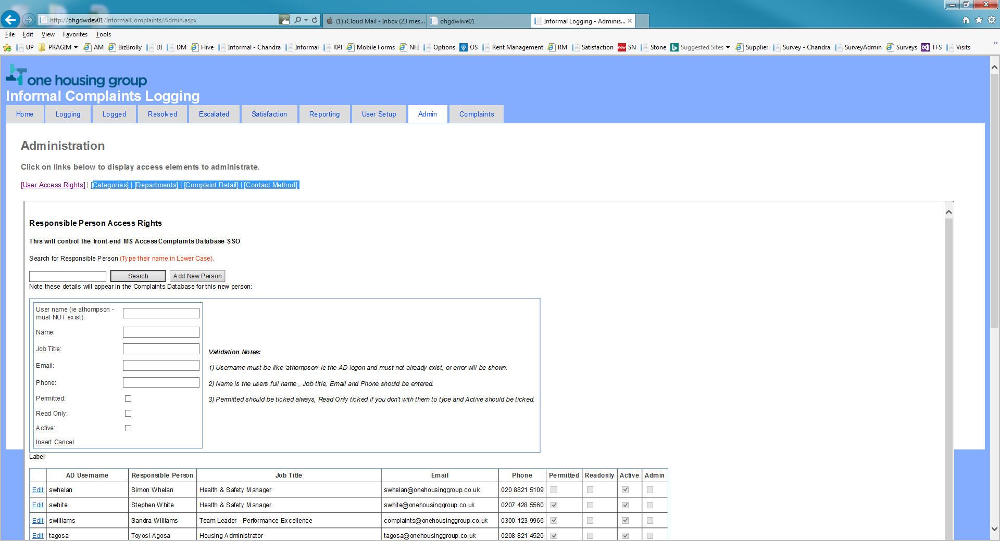 http://ohgdwdev01/InformalComplaints/Admin.aspx
(1) iCloud Mail - Inbox (23 mes...
ohgdwlive01
Informal Logging - Adminis...
File Edit View Favorites Tools
UP PRAGIM AM BizBrolly DI DM Hive Informal - Chandra Informal KPI Mobile Forms NFI Options OS Rent Management RM Satisfaction now SN Stone Suggested Sites Supplier Survey - Chandra SurveyAdmin Surveys TFS Visits
one housing group
Informal Complaints Logging
Home Logging Logged Resolved Escalated Satisfaction Reporting User Setup Admin Complaints
Administration
Click on links below to display access elements to administrate.
[User Access Rights] | [Categories] | [Departments] | [Complaint Detail] | [Contact Method]
Responsible Person Access Rights
This will control the front-end MS Access Complaints Database SSO
Search for Responsible Person (Type their name in Lower Case).
Search Add New Person
Note these details will appear in the Complaints Database for this new person:
User name (ie athompson -
must NOT exist):
Name:
Job Title:
Email:
Phone:
Permitted:
Read Only:
Active:
Insert Cancel
Validation Notes:
1) Username must be like 'athompson' ie the AD logon and must not already exist, or error will be shown.
2) Name is the users full name , Job title, Email and Phone should be entered.
3) Permitted should be ticked always, Read Only ticked if you don't with them to type and Active should be ticked.
Label
AD Username Responsible Person Job Title Email Phone Permitted Readonly Active Admin
Edit swhelan Simon Whelan Health & Safety Manager swhelan@onehousinggroup.co.uk 020 8821 5109
Edit swhite Stephen White Health & Safety Manager swhite@onehousinggroup.co.uk 0207 428 5560
Edit swilliams Sandra Williams Team Leader - Performance Excellence complaints@onehousinggroup.co.uk 0300 123 9966
Edit tagosa Toyosi Agosa Housing Administrator tagosa@onehousinggroup.co.uk 0208 821 4520